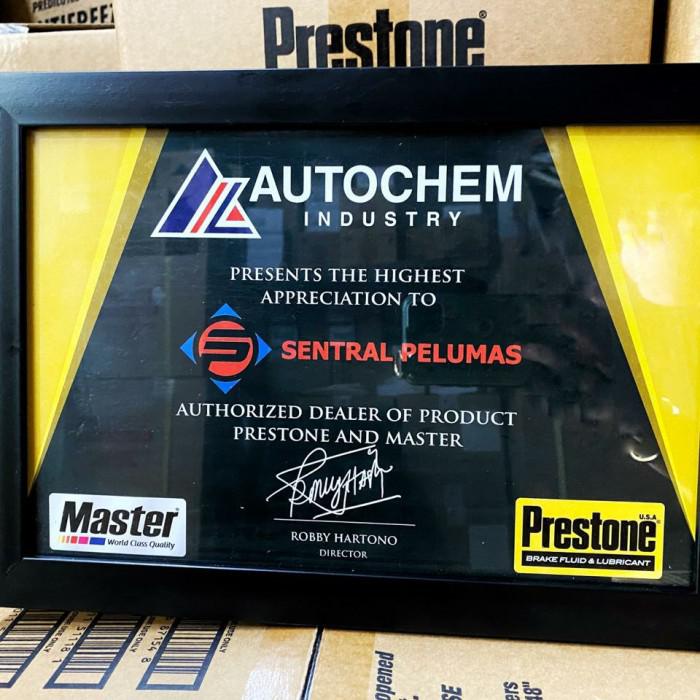 Prestone®
AUTOCHEM
INDUSTRY
PRESENTS THE HIGHEST
APPRECIATION TO
SENTRAL PELUMAS
AUTHORIZED DEALER OF PRODUCT
PRESTONE AND MASTER
ROBBY HARTONO
DIRECTOR
Master
World Class Quality
U.S.A
Prestone
BRAKE FLUID & LUBRICANT
opened